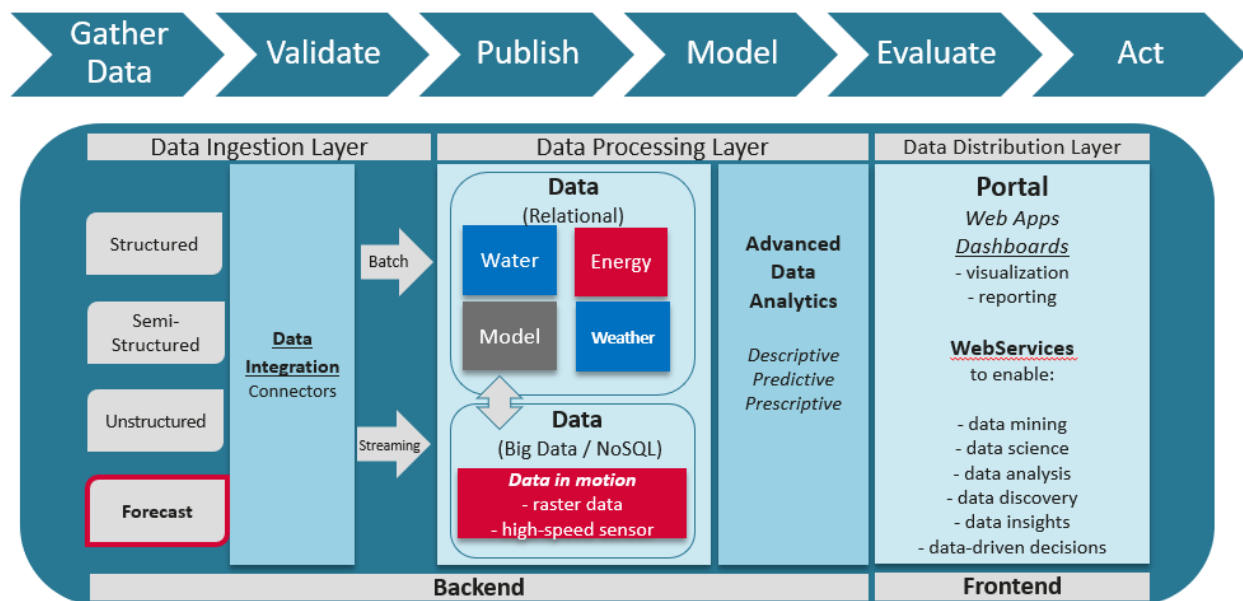 Gather
Data
Validate
Publish
Model
Evaluate
Act
Data Ingestion Layer
Data Processing Layer
Data Distribution Layer
Structured
Semi-
Structured
Unstructured
Forecast
Data
Integration
Connectors
Batch
Streaming
Data
(Relational)
Water
Energy
Model
Weather
Data
(Big Data / NoSQL)
Data in motion
- raster data
- high-speed sensor
Advanced
Data
Analytics
Descriptive
Predictive
Prescriptive
Portal
Web Apps
Dashboards
- visualization
- reporting
WebServices
to enable:
- data mining
- data science
- data analysis
- data discovery
- data insights
- data-driven decisions
Backend
Frontend